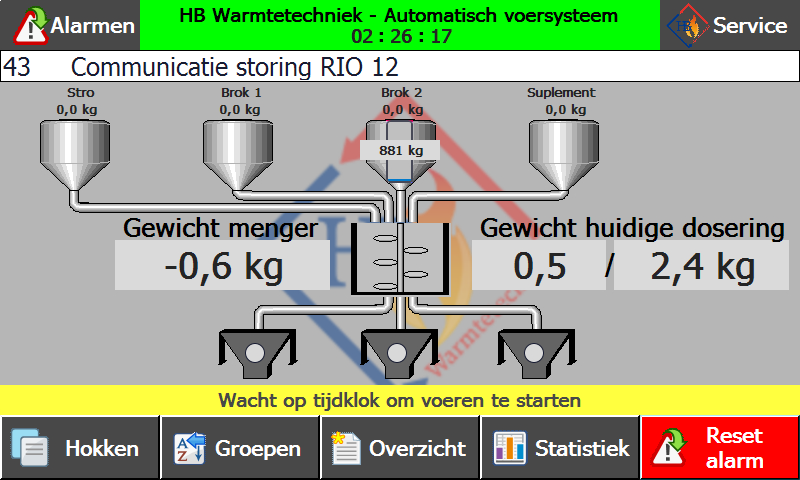 Alarmen
HB Warmtetechniek - Automatisch voersysteem
02 : 26 : 17
Service
43 Communicatie storing RIO 12
Stro
0,0 kg
Brok 1
0,0 kg
Brok 2
0,0 kg
Suplement
0,0 kg
881 kg
Gewicht menger
-0,6 kg
Gewicht huidige dosering
0,5 / 2,4 kg
Wacht op tijdklok om voeren te starten
Hokken
Groepen
Overzicht
Statistiek
Reset
alarm